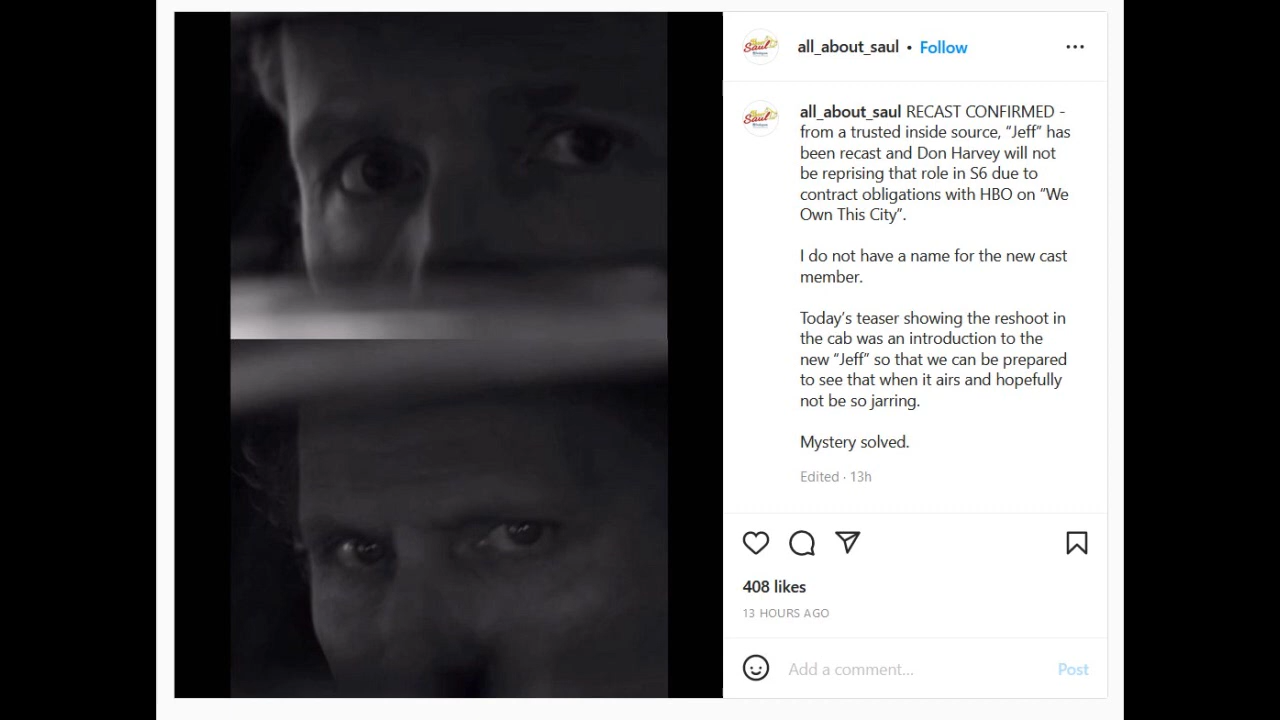 all_about_saul • Follow
all_about_saul RECAST CONFIRMED -
from a trusted inside source, “Jeff” has
been recast and Don Harvey will not
be reprising that role in S6 due to
contract obligations with HBO on “We
Own This City”.
I do not have a name for the new cast
member.
Today’s teaser showing the reshoot in
the cab was an introduction to the
new “Jeff” so that we can be prepared
to see that when it airs and hopefully
not be so jarring.
Mystery solved.
Edited · 13h
408 likes
13 HOURS AGO
Add a comment...
Post